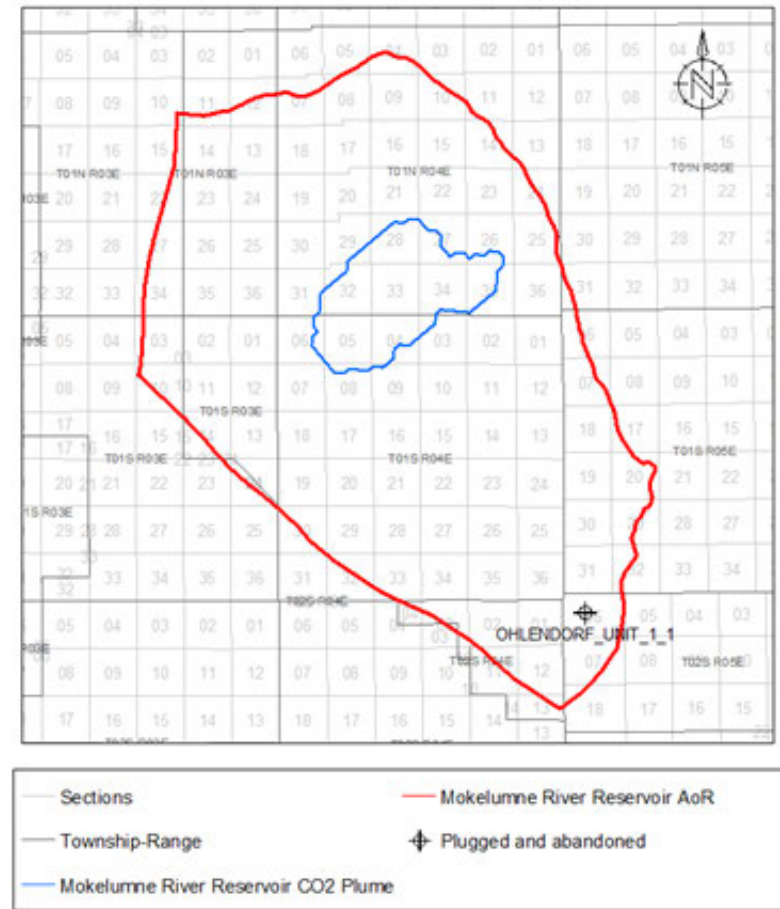 05 04 03 02 01 06 05 04 03 02 01 06 05 04 03
08 09 10 11 12 07 08 09 10 11 12 07 08 10
17 16 15 14 13 18 17 16 15 14 13 18 17 16 15
T01N R03E T01N R03E T01N R04E T01N R05E
20 21 22 23 24 19 20 21 22 23 24 19 20 21 22
29 28 27 26 25 30 29 28 27 26 25 30 29 28 27
32 32 33 34 35 36 31 32 33 34 35 36 31 32 33 34
05 04 03 02 01 06 05 04 03 02 01 05 04 03
08 09 10 11 12 07 08 09 10 11 12 07 08 09 10
T01S R03E
17 16 15 14 13 18 17 16 15 14 13 18 17 16 15
T01S R03E T01S R04E T01S R05E
20 21 22 23 24 19 20 21 22 23 24 19 20 21 22
29 28 27 26 25 29 28 27 26 25 30 28 27
33 34 35 36 31 32 33 34 35 36 31 32 33 34
T02S R04E
05 04 03 02 01 06 05 04 03 02 01 05 04 03
OHLENDORF_UNIT_1_1
T02S R04E T02S R05E
08 09 10 11 12 07 08 09 10 11 12 07
17 16 15 14 13 18 17 16 15 14 13 18 17 16 15
N
Sections
Mokelumne River Reservoir AoR
Township-Range
Plugged and abandoned
Mokelumne River Reservoir CO2 Plume